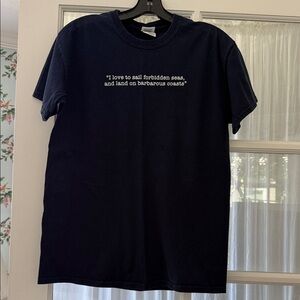 "I love to sail forbidden seas,
and land on barbarous coasts"